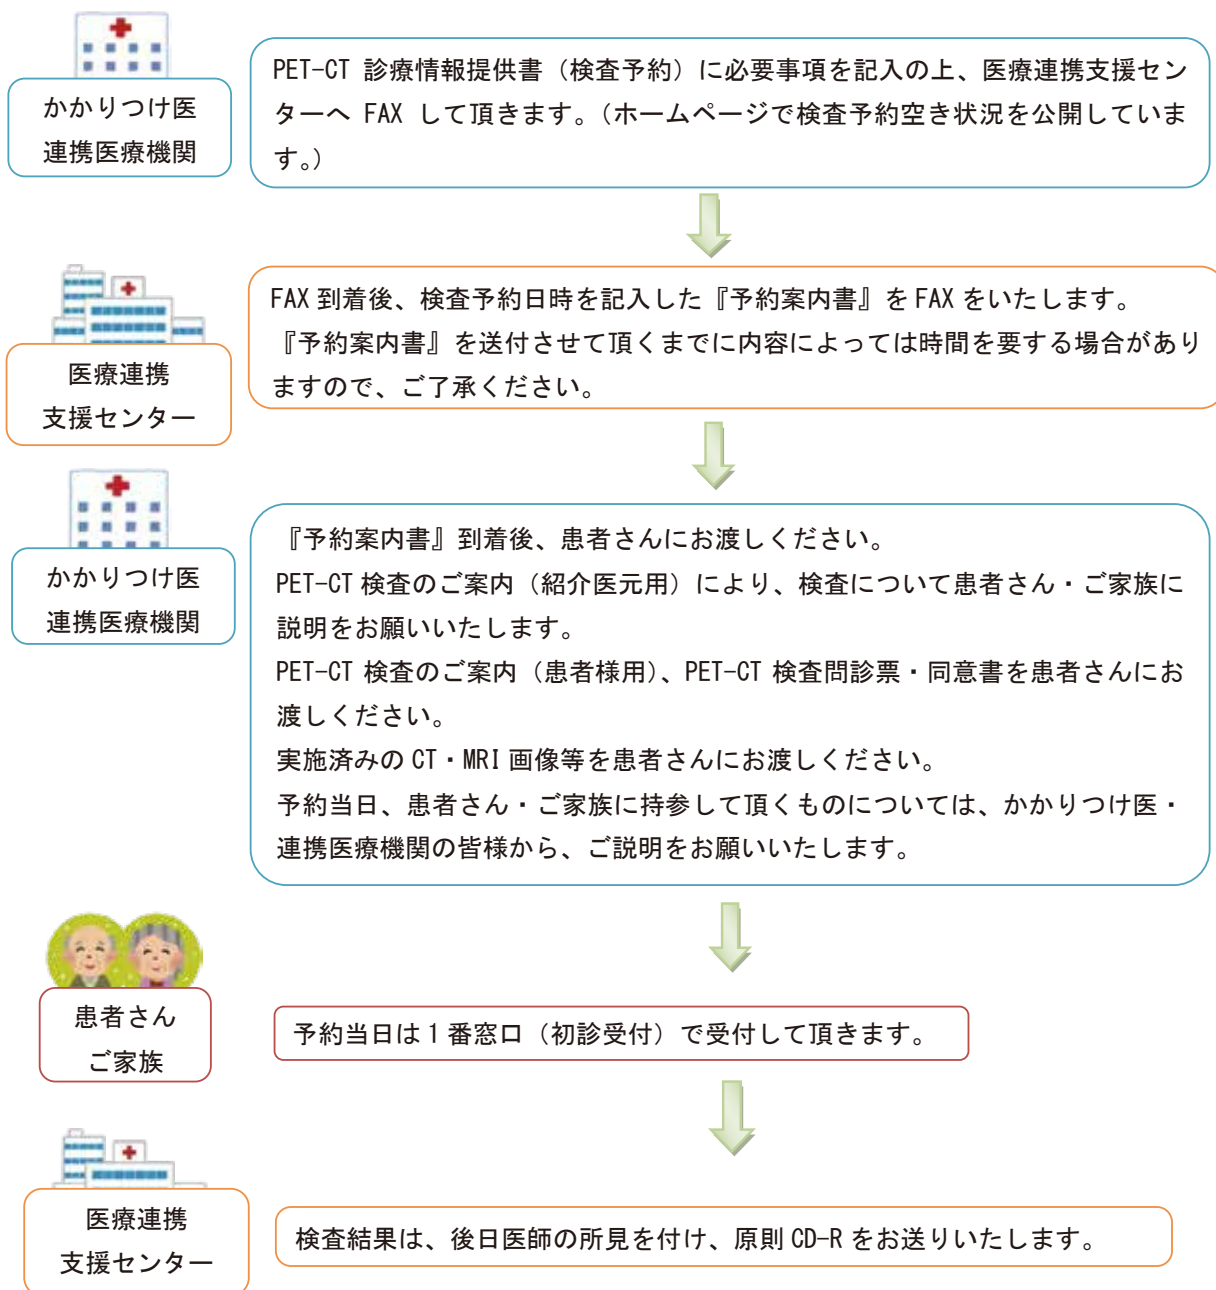 かかりつけ医
連携医療機関
PET-CT 診療情報提供書（検査予約）に必要事項を記入の上、医療連携支援セン
ターへ FAX して頂きます。（ホームページで検査予約空き状況を公開していま
す。）
医療連携
支援センター
FAX 到着後、検査予約日時を記入した『予約案内書』を FAX をいたします。
『予約案内書』を送付させて頂くまでに内容によっては時間を要する場合があり
ますので、ご了承ください。
かかりつけ医
連携医療機関
『予約案内書』到着後、患者さんにお渡しください。
PET-CT 検査のご案内（紹介医元用）により、検査について患者さん・ご家族に
説明をお願いいたします。
PET-CT 検査のご案内（患者様用）、PET-CT 検査問診票・同意書を患者さんにお
渡しください。
実施済みの CT・MRI 画像等を患者さんにお渡しください。
予約当日、患者さん・ご家族に持参して頂くものについては、かかりつけ医・
連携医療機関の皆様から、ご説明をお願いいたします。
患者さん
ご家族
予約当日は 1 番窓口（初診受付）で受付して頂きます。
医療連携
支援センター
検査結果は、後日医師の所見を付け、原則 CD-R をお送りいたします。